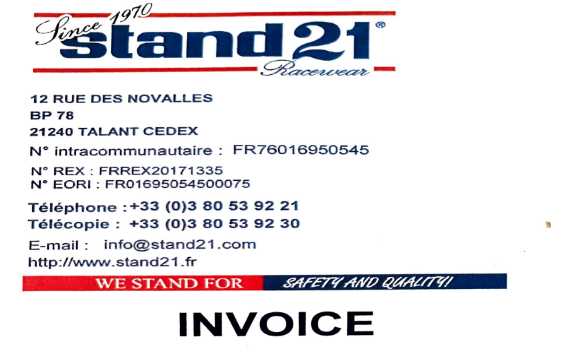 Since 1970
stand 21®
Racewear
12 RUE DES NOVALLES
BP 78
21240 TALANT CEDEX
N° intracommunautaire : FR76016950545
N° REX : FRREX20171335
N° EORI : FR01695054500075
Téléphone : +33 (0)3 80 53 92 21
Télécopie : +33 (0)3 80 53 92 30
E-mail : info@stand21.com
http://www.stand21.fr
WE STAND FOR SAFETY AND QUALITY!
INVOICE